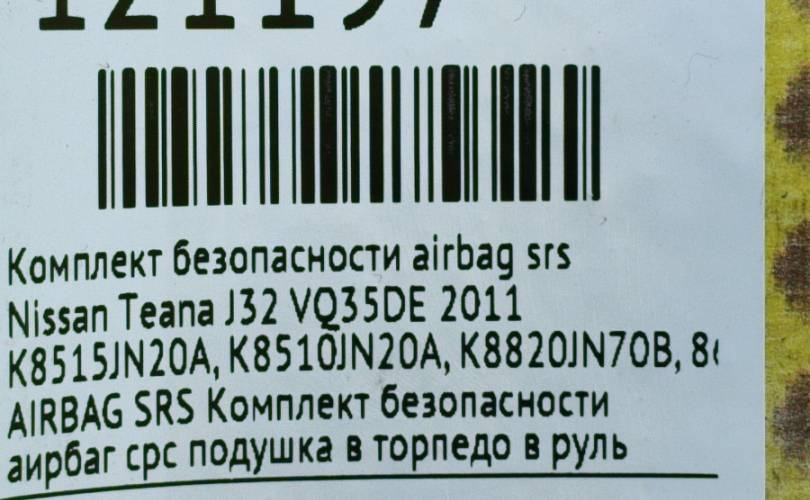 121197
Комплект безопасности airbag srs
Nissan Teana J32 VQ35DE 2011
K8515JN20A, K8510JN20A, K8820JN70B,
AIRBAG SRS Комплект безопасности
аирбаг срс подушка в торпедо в руль